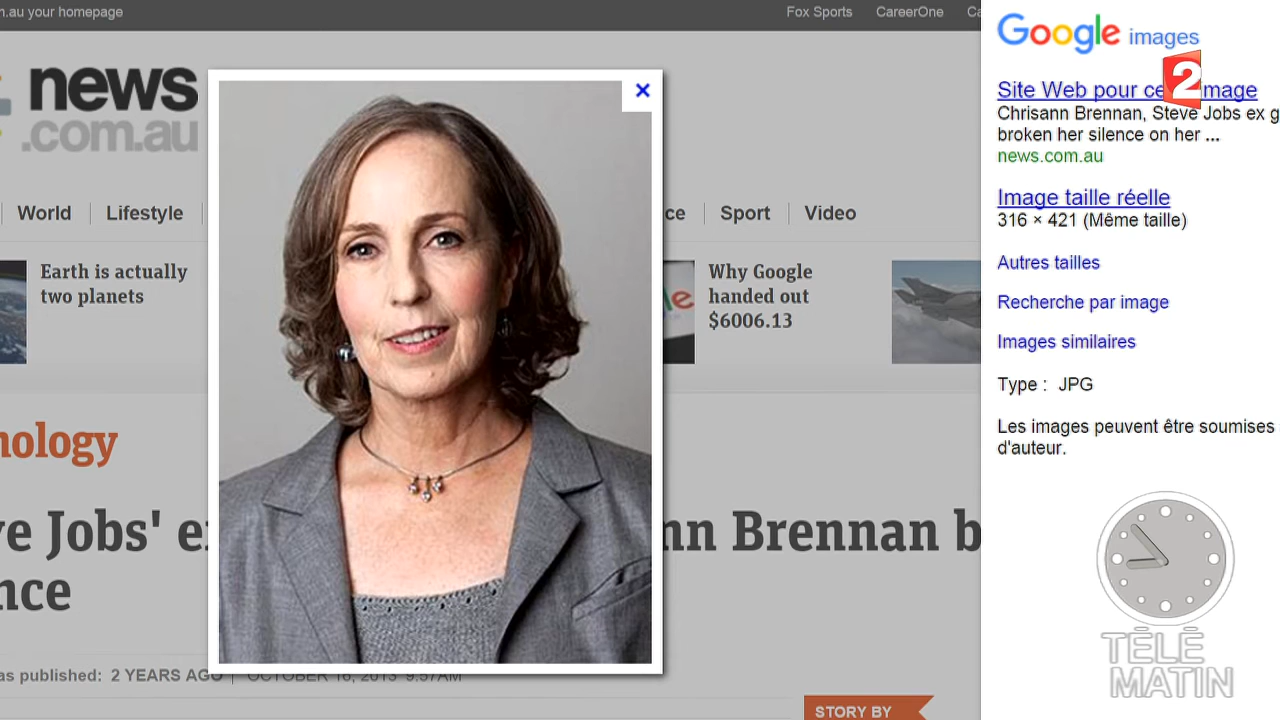 m.au your homepage
Fox Sports
CareerOne
Ca
news
.com.au
World
Lifestyle
ce
Sport
Video
Earth is actually
two planets
Why Google
handed out
$6006.13
nology
ve Jobs' ex
nn Brennan b
nce
as published: 2 YEARS AGO | OCTOBER 16, 2013 9:57AM
STORY BY
×
Google images
2
Site Web pour ce mage
Chrisann Brennan, Steve Jobs ex g
broken her silence on her ...
news.com.au
Image taille réelle
316 × 421 (Même taille)
Autres tailles
Recherche par image
Images similaires
Type : JPG
Les images peuvent être soumises
d'auteur.
TÉLÉ
MATIN